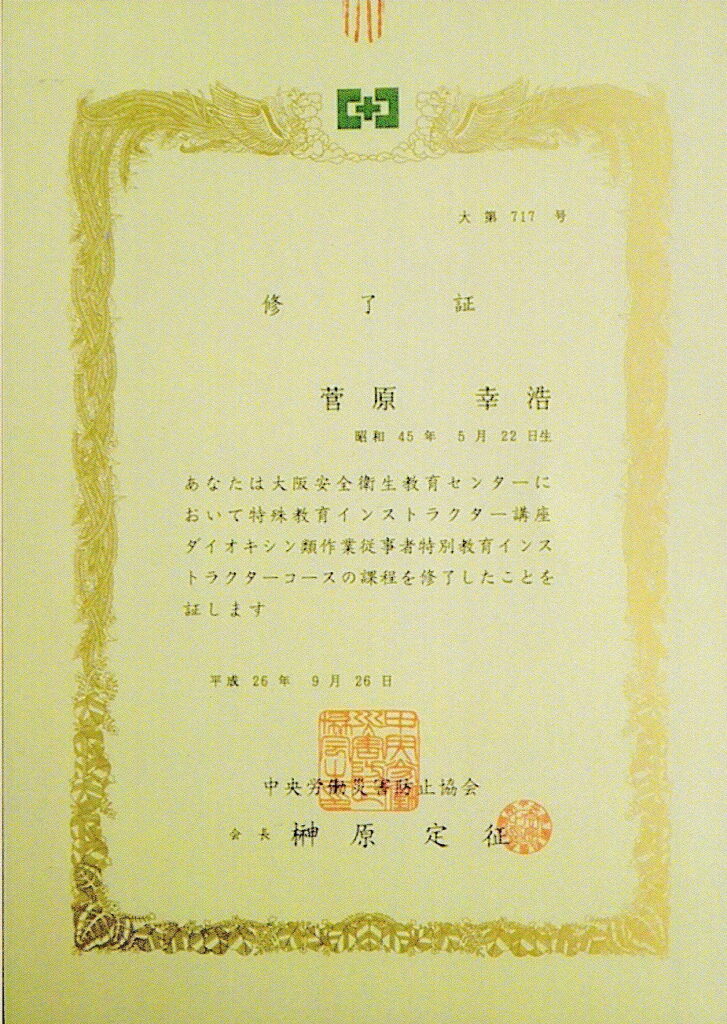 大 第 717 号
修 了 証
菅原 幸浩
昭和 45 年 5 月 22 日生
あなたは大阪安全衛生教育センターに
おいて特殊教育インストラクター講座
ダイオキシン類作業従事者特別教育インス
トラクターコースの課程を修了したことを
証します
平成 26 年 9 月 26 日
中央労働災害防止協会
会長 榊原 定征